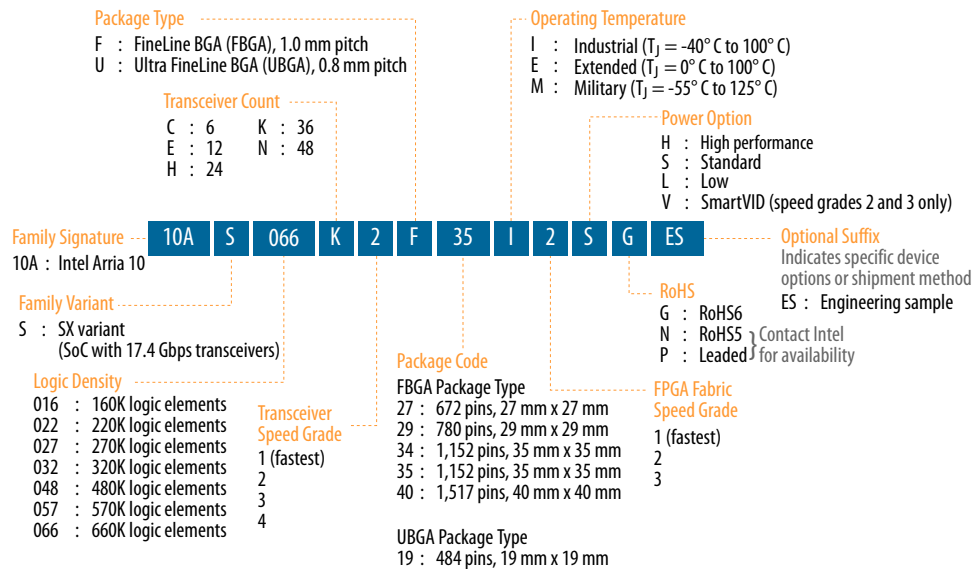 Package Type
F : FineLine BGA (FBGA), 1.0 mm pitch
U : Ultra FineLine BGA (UBGA), 0.8 mm pitch
Operating Temperature
I : Industrial (TJ = -40° C to 100° C)
E : Extended (TJ = 0° C to 100° C)
M : Military (TJ = -55° C to 125° C)
Transceiver Count
C : 6 K : 36
E : 12 N : 48
H : 24
Power Option
H : High performance
S : Standard
L : Low
V : SmartVID (speed grades 2 and 3 only)
Family Signature
10A : Intel Arria 10
10A S 066 K 2 F 35 I 2 S G ES
Optional Suffix
Indicates specific device
options or shipment method
ES : Engineering sample
Family Variant
S : SX variant
(SoC with 17.4 Gbps transceivers)
RoHS
G : RoHS6
N : RoHS5
P : Leaded
} Contact Intel
for availability
Logic Density
016 : 160K logic elements
022 : 220K logic elements
027 : 270K logic elements
032 : 320K logic elements
048 : 480K logic elements
057 : 570K logic elements
066 : 660K logic elements
Transceiver
Speed Grade
1 (fastest)
2
3
4
Package Code
FBGA Package Type
27 : 672 pins, 27 mm x 27 mm
29 : 780 pins, 29 mm x 29 mm
34 : 1,152 pins, 35 mm x 35 mm
35 : 1,152 pins, 35 mm x 35 mm
40 : 1,517 pins, 40 mm x 40 mm
UBGA Package Type
19 : 484 pins, 19 mm x 19 mm
FPGA Fabric
Speed Grade
1 (fastest)
2
3